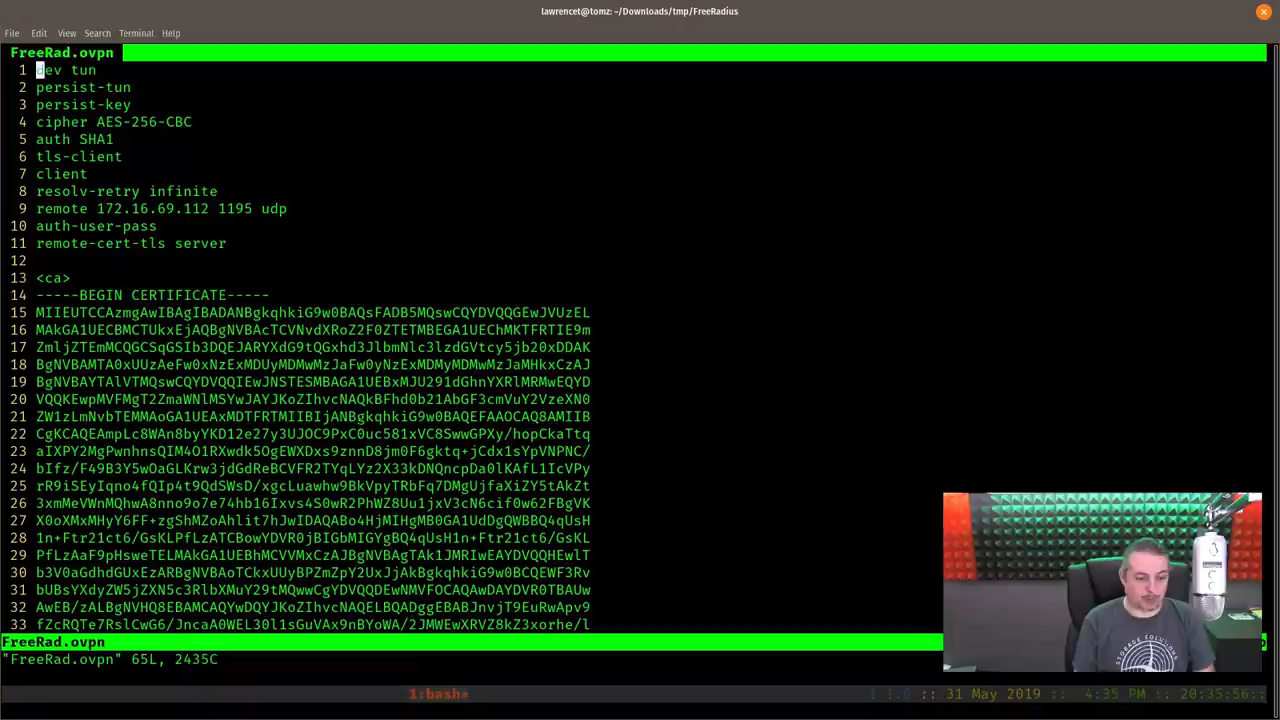 lawrencet@tomz: ~/Downloads/tmp/FreeRadius
File Edit View Search Terminal Help
FreeRad.ovpn
1 dev tun
2 persist-tun
3 persist-key
4 cipher AES-256-CBC
5 auth SHA1
6 tls-client
7 client
8 resolv-retry infinite
9 remote 172.16.69.112 1195 udp
10 auth-user-pass
11 remote-cert-tls server
12
13 <ca>
14 -----BEGIN CERTIFICATE-----
15 MIIEUTCCAzmgAwIBAgIBADANBgkqhkiG9w0BAQsFADB5MQswCQYDVQQGEwJVUzEL
16 MAkGA1UECBMCTUkxEjAQBgNVBAcTCVNvdXRoZ2F0ZTETMBEGA1UEChMKTFRTIE9m
17 ZmljZTEmMCQGCSqGSIb3DQEJARYXdG9tQGxhd3JlbmNlc3lzdGVtcy5jb20xDDAK
18 BgNVBAMTA0xUUzAeFw0xNzExMDUyMDMwMzJaFw0yNzExMDMyMDMwMzJaMHkxCzAJ
19 BgNVBAYTAlVTMQswCQYDVQQIEwJNSTESMBAGA1UEBxMJU291dGhnYXRlMRMwEQYD
20 VQQKEwpMVFMgT2ZmaWNlMSYwJAYJKoZIhvcNAQkBFhd0b21AbGF3cmVuY2VzeXN0
21 ZW1zLmNvbTEMMAoGA1UEAxMDTFRTMIIBIjANBgkqhkiG9w0BAQEFAAOCAQ8AMIIB
22 CgKCAQEAmpLc8WAn8byYKD12e27y3UJOC9PxC0uc581xVC8SwwGPXy/hopCkaTtq
23 aIXPY2MgPwnhnsQIM4O1RXwdk5OgEWXDxs9znnD8jm0F6gktq+jCdx1sYpVNPNC/
24 bIfz/F49B3Y5wOaGLKrw3jdGdReBCVFR2TYqLYz2X33kDNQncpDa0lKAfL1IcVPy
25 rR9iSEyIqno4fQIp4t9QdSWsD/xgcLuawhw9BkVpyTRbFq7DMgUjfaXiZY5tAkZt
26 3xmMeVWnMQhwA8nno9o7e74hb16Ixvs4S0wR2PhWZ8Uu1jxV3cN6cif0w62FBgVK
27 X0oXMxMHyY6FF+zgShMZoAhlit7hJwIDAQABo4HjMIHgMB0GA1UdDgQWBBQ4qUsH
28 1n+Ftr21ct6/GsKLPfLzATCBowYDVR0jBIGbMIGYgBQ4qUsH1n+Ftr21ct6/GsKL
29 PfLzAaF9pHsweTELMAkGA1UEBhMCVVMxCzAJBgNVBAgTAk1JMRIwEAYDVQQHEwlT
30 b3V0aGdhdGUxEzARBgNVBAoTCkxUUyBPZmZpY2UxJjAkBgkqhkiG9w0BCQEWF3Rv
31 bUBsYXdyZW5jZXN5c3RlbXMuY29tMQwwCgYDVQQDEwNMVFOCAQAwDAYDVR0TBAUw
32 AwEB/zALBgNVHQ8EBAMCAQYwDQYJKoZIhvcNAQELBQADggEBABJnvjT9EuRwApv9
33 fZcRQTe7RslCwG6/JncaA0WEL30l1sGuVAx9nBYoWA/2JMWEwXRVZ8kZ3xorhe/l
FreeRad.ovpn
"FreeRad.ovpn" 65L, 2435C
1:bash*
1 1.0 :: 31 May 2019 :: 4:35 PM :: 20:35:56::